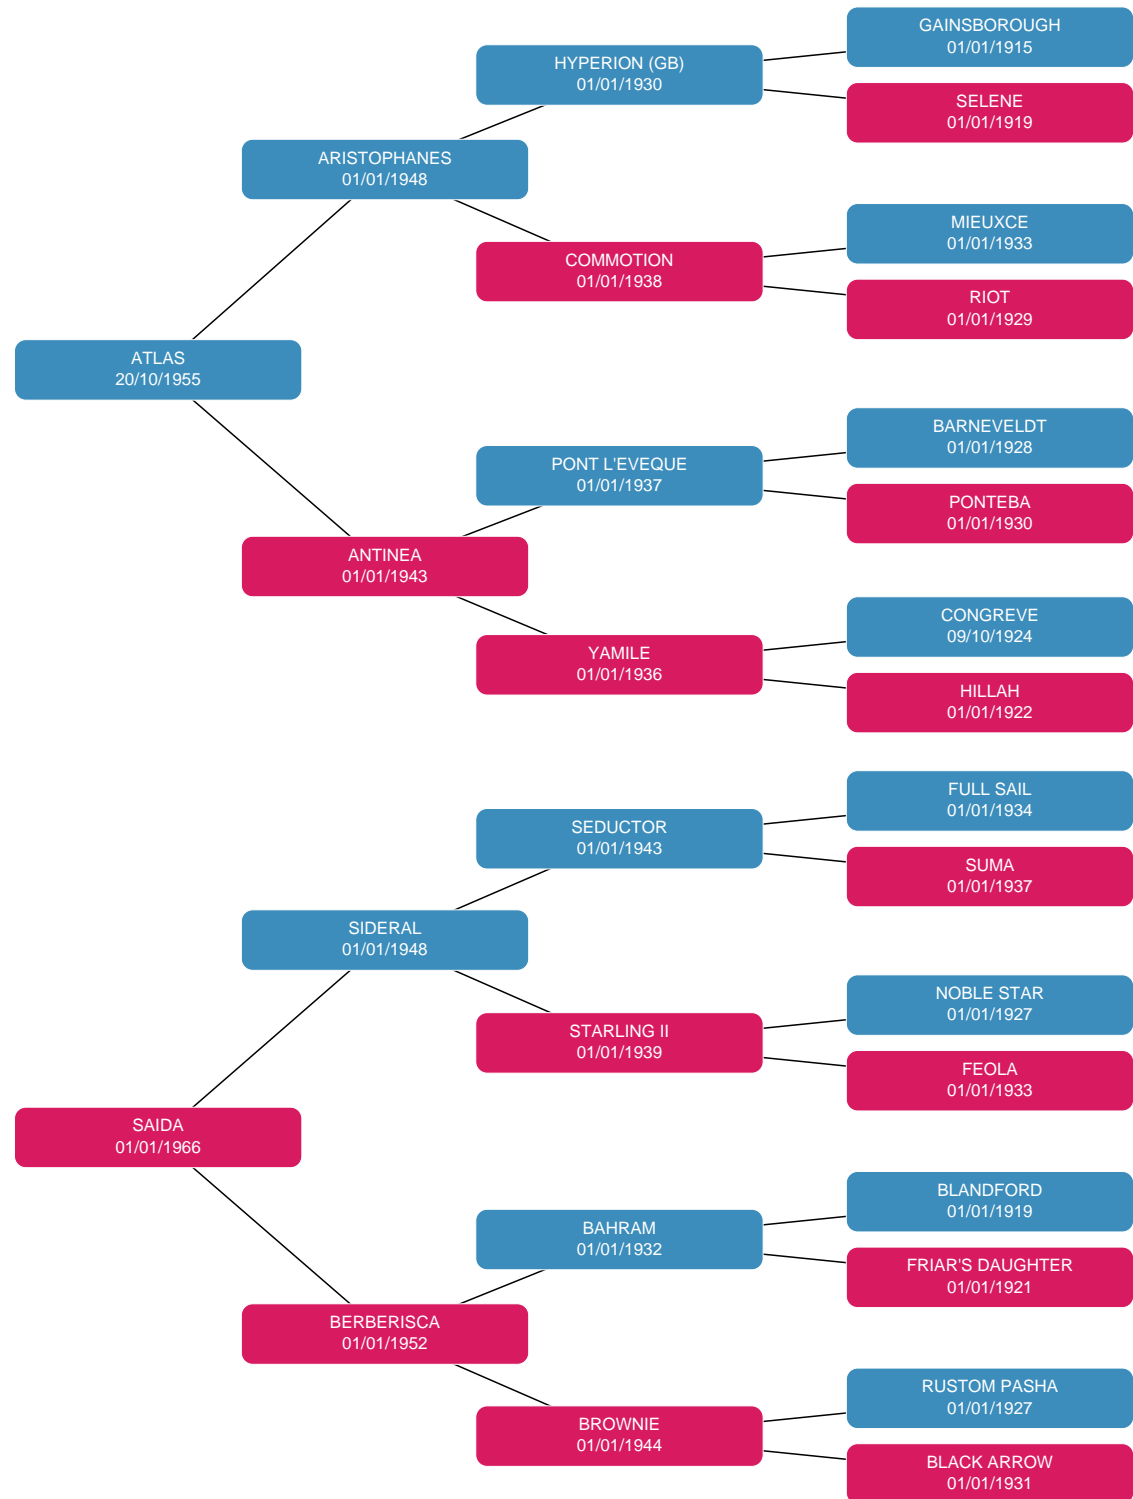 GAINSBOROUGH
01/01/1915
HYPERION (GB)
01/01/1930
SELENE
01/01/1919
ARISTOPHANES
01/01/1948
MIEUXCE
01/01/1933
COMMOTION
01/01/1938
RIOT
01/01/1929
ATLAS
20/10/1955
BARNEVELDT
01/01/1928
PONT L'EVEQUE
01/01/1937
PONTEBA
01/01/1930
ANTINEA
01/01/1943
CONGREVE
09/10/1924
YAMILE
01/01/1936
HILLAH
01/01/1922
FULL SAIL
01/01/1934
SEDUCTOR
01/01/1943
SUMA
01/01/1937
SIDERAL
01/01/1948
NOBLE STAR
01/01/1927
STARLING II
01/01/1939
FEOLA
01/01/1933
SAIDA
01/01/1966
BLANDFORD
01/01/1919
BAHRAM
01/01/1932
FRIAR'S DAUGHTER
01/01/1921
BERBERISCA
01/01/1952
RUSTOM PASHA
01/01/1927
BROWNIE
01/01/1944
BLACK ARROW
01/01/1931